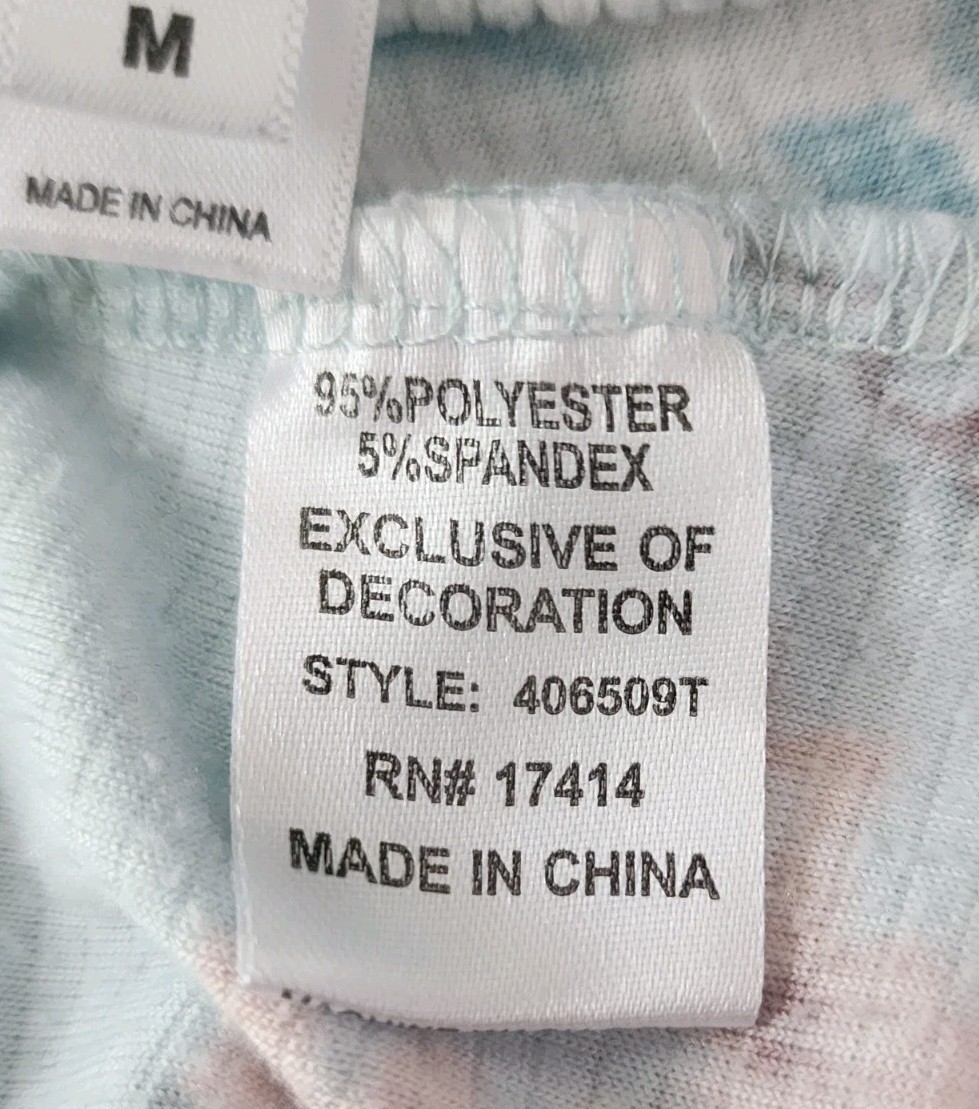 M
MADE IN CHINA
95%POLYESTER
5%SPANDEX
EXCLUSIVE OF
DECORATION
STYLE: 406509T
RN# 17414
MADE IN CHINA